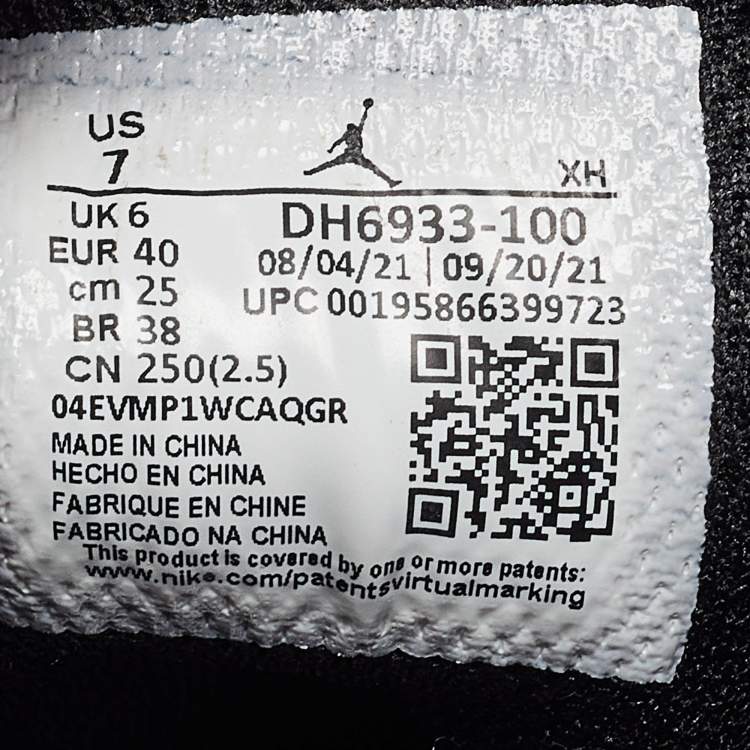 US
7
XH
UK 6
EUR 40
cm 25
BR 38
CN 250(2.5)
DH6933-100
08/04/21 | 09/20/21
UPC 00195866399723
04EVMP1WCAQGR
MADE IN CHINA
HECHO EN CHINA
FABRIQUE EN CHINE
FABRICADO NA CHINA
This product is covered by one or more patents:
www.nike.com/patentsvirtualmarking